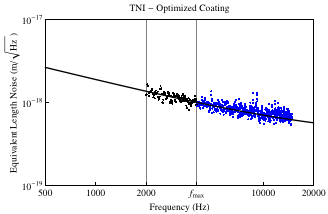 TNI − Optimized Coating
Equivalent Length Noise (m/√Hz)
10⁻¹⁷
10⁻¹⁸
10⁻¹⁹
500 1000 2000 fmax 10000 20000
Frequency (Hz)